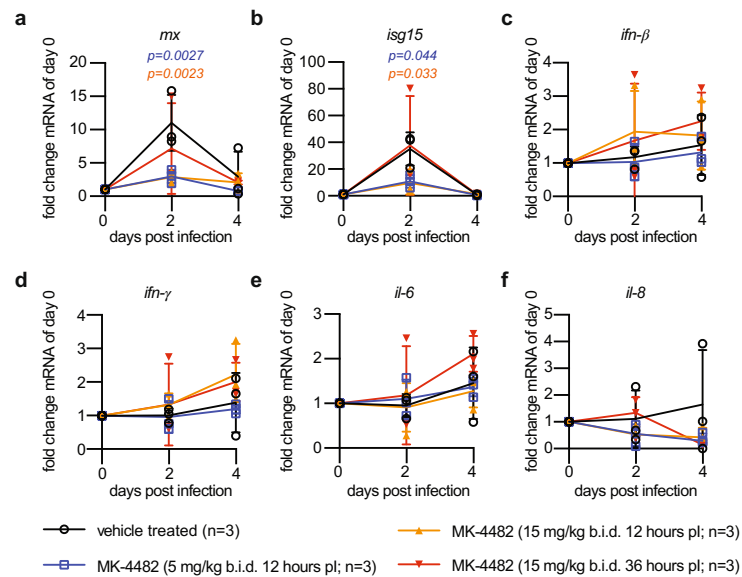 a
mx
fold change mRNA of day 0
p=0.0027
p=0.0023
20
15
10
5
0
0 2 4
days post infection
b
isg15
fold change mRNA of day 0
p=0.044
p=0.033
100
80
60
40
20
0
0 2 4
days post infection
c
ifn-β
fold change mRNA of day 0
4
3
2
1
0
0 2 4
days post infection
d
ifn-γ
fold change mRNA of day 0
4
3
2
1
0
0 2 4
days post infection
e
il-6
fold change mRNA of day 0
3
2
1
0
0 2 4
days post infection
f
il-8
fold change mRNA of day 0
5
4
3
2
1
0
0 2 4
days post infection
vehicle treated (n=3)
MK-4482 (5 mg/kg b.i.d. 12 hours pI; n=3)
MK-4482 (15 mg/kg b.i.d. 12 hours pI; n=3)
MK-4482 (15 mg/kg b.i.d. 36 hours pI; n=3)